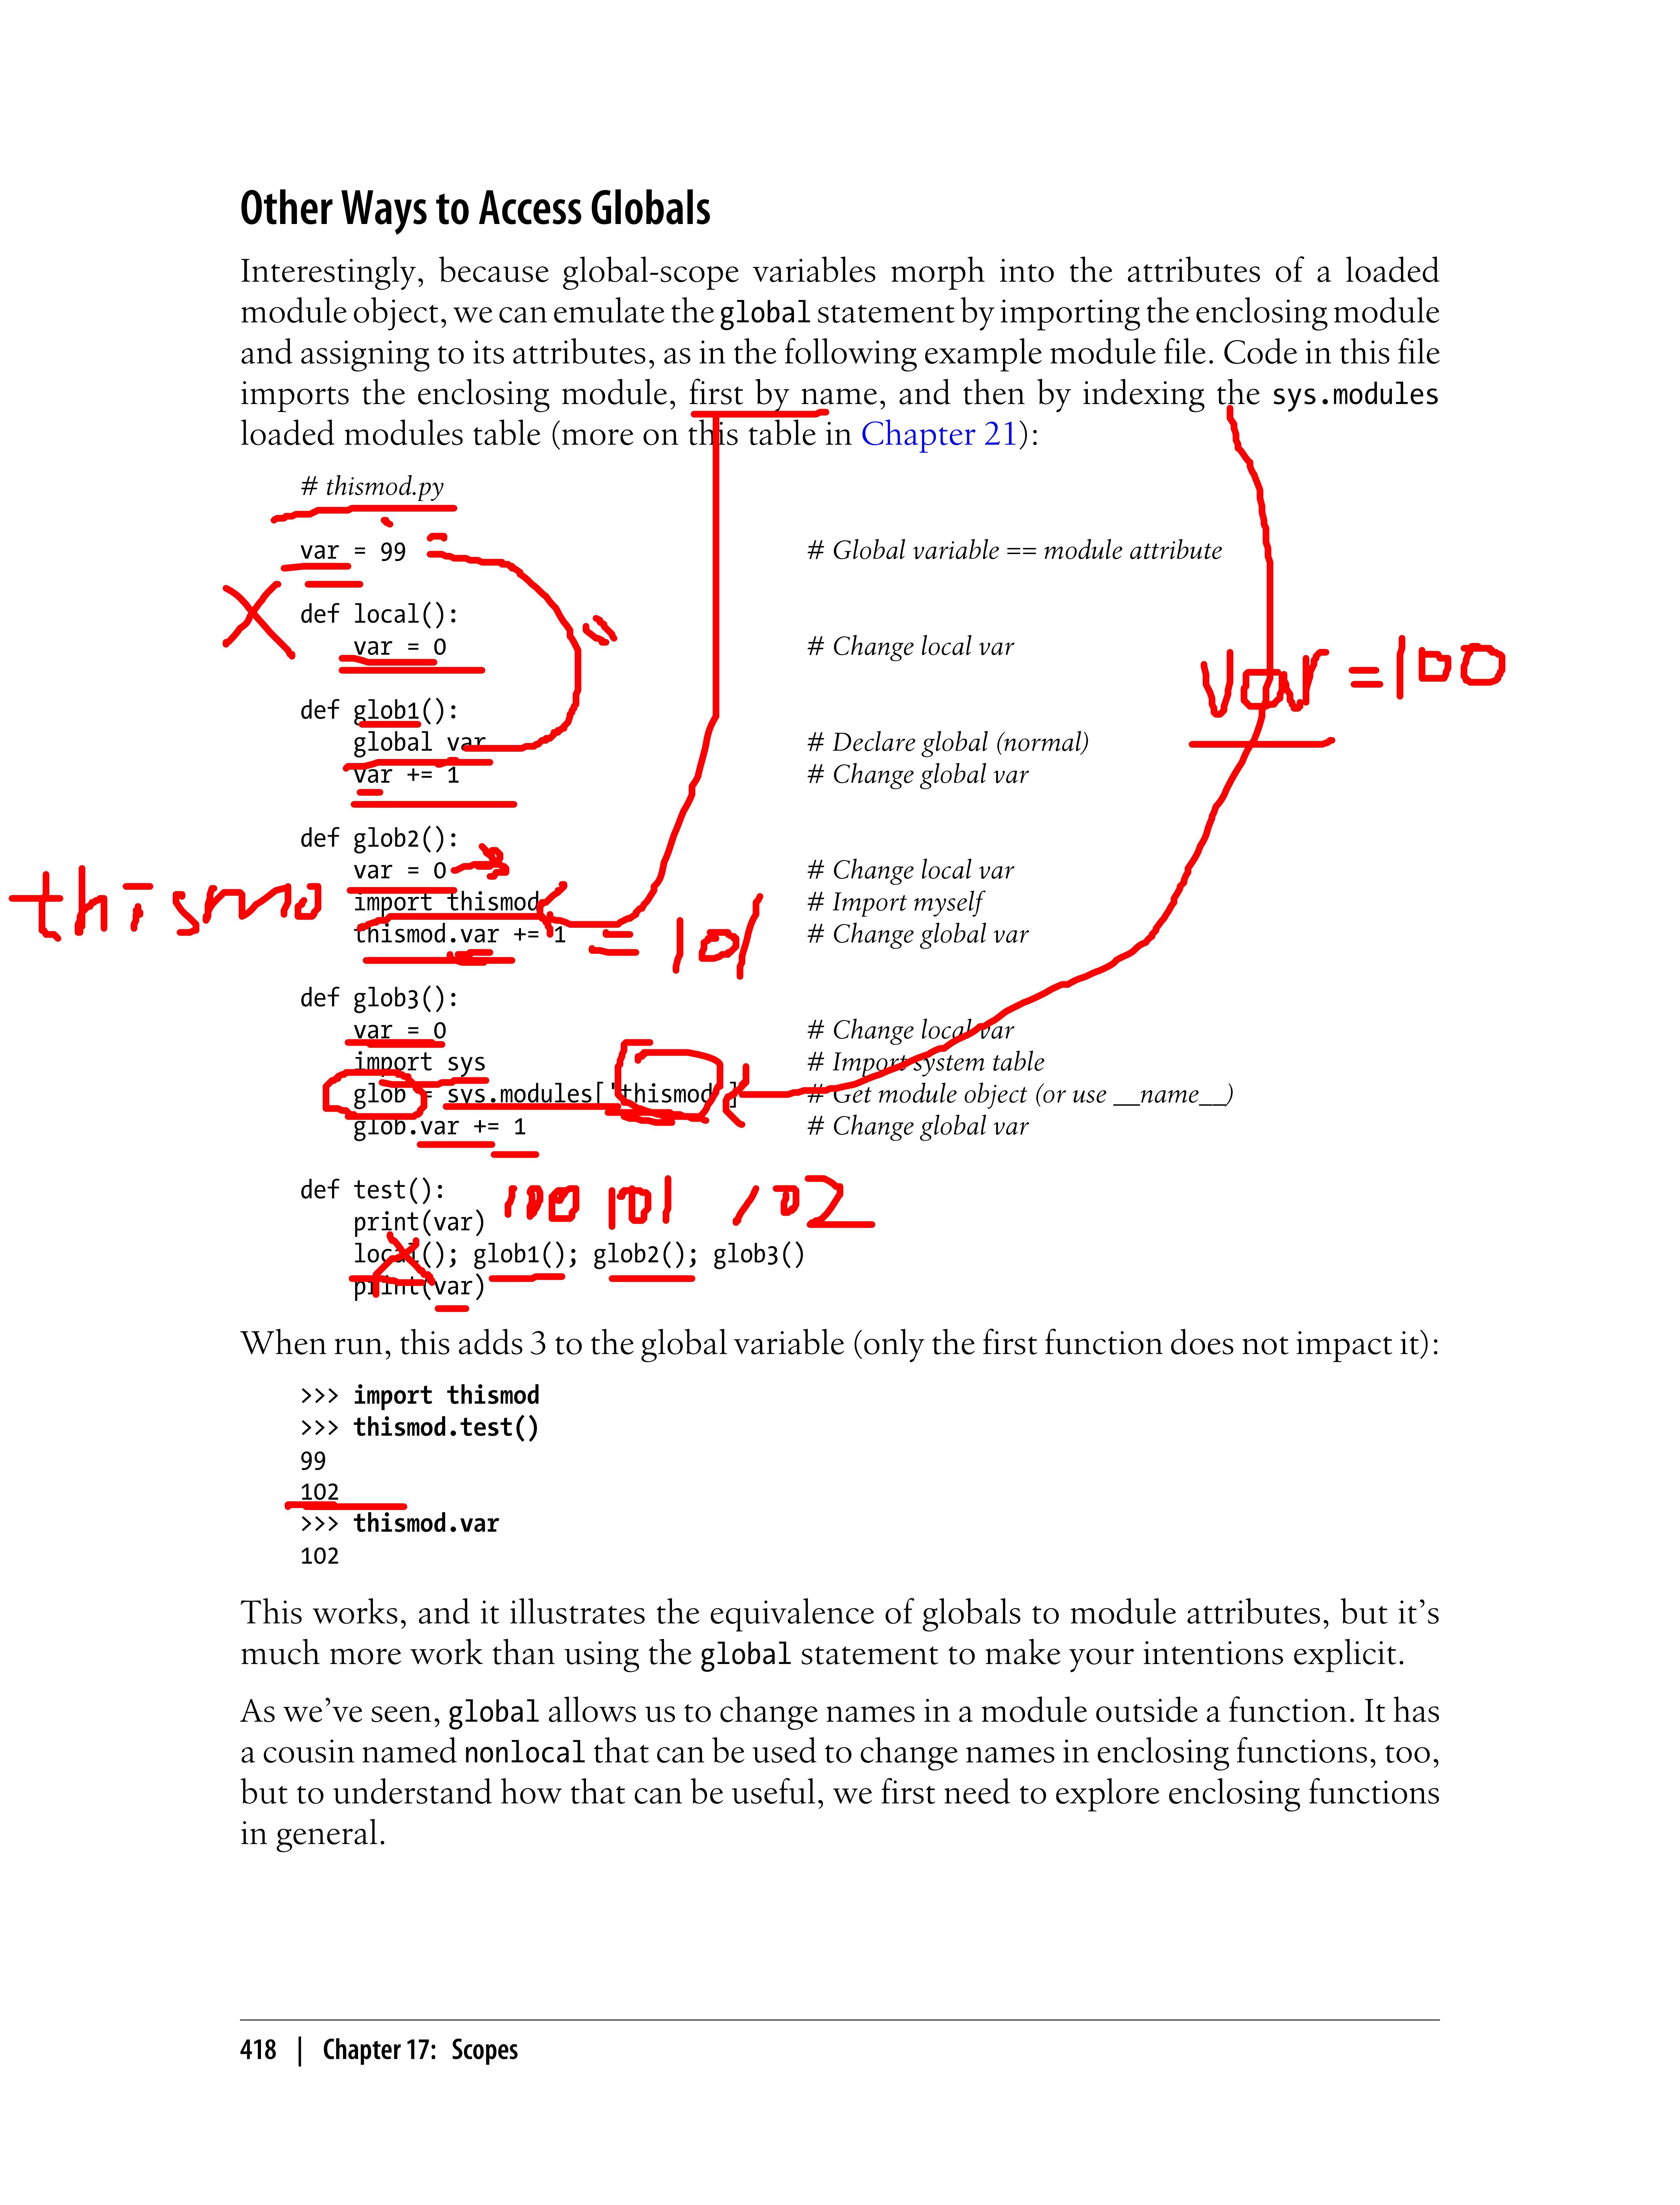 Other Ways to Access Globals
Interestingly, because global-scope variables morph into the attributes of a loaded
module object, we can emulate the global statement by importing the enclosing module
and assigning to its attributes, as in the following example module file. Code in this file
imports the enclosing module, first by name, and then by indexing the sys.modules
loaded modules table (more on this table in Chapter 21):
# thismod.py
var = 99 # Global variable == module attribute
def local():
var = 0 # Change local var
var = 100
def glob1():
global var # Declare global (normal)
var += 1 # Change global var
def glob2():
var = 0 # Change local var
thismo import thismod # Import myself
thismod.var += 1 = 101 # Change global var
def glob3():
var = 0 # Change local var
import sys # Import system table
glob = sys.modules['thismod'] # Get module object (or use __name__)
glob.var += 1 # Change global var
def test():
100 101 102
print(var)
local(); glob1(); glob2(); glob3()
print(var)
When run, this adds 3 to the global variable (only the first function does not impact it):
>>> import thismod
>>> thismod.test()
99
102
>>> thismod.var
102
This works, and it illustrates the equivalence of globals to module attributes, but it’s
much more work than using the global statement to make your intentions explicit.
As we’ve seen, global allows us to change names in a module outside a function. It has
a cousin named nonlocal that can be used to change names in enclosing functions, too,
but to understand how that can be useful, we first need to explore enclosing functions
in general.
418 | Chapter 17: Scopes